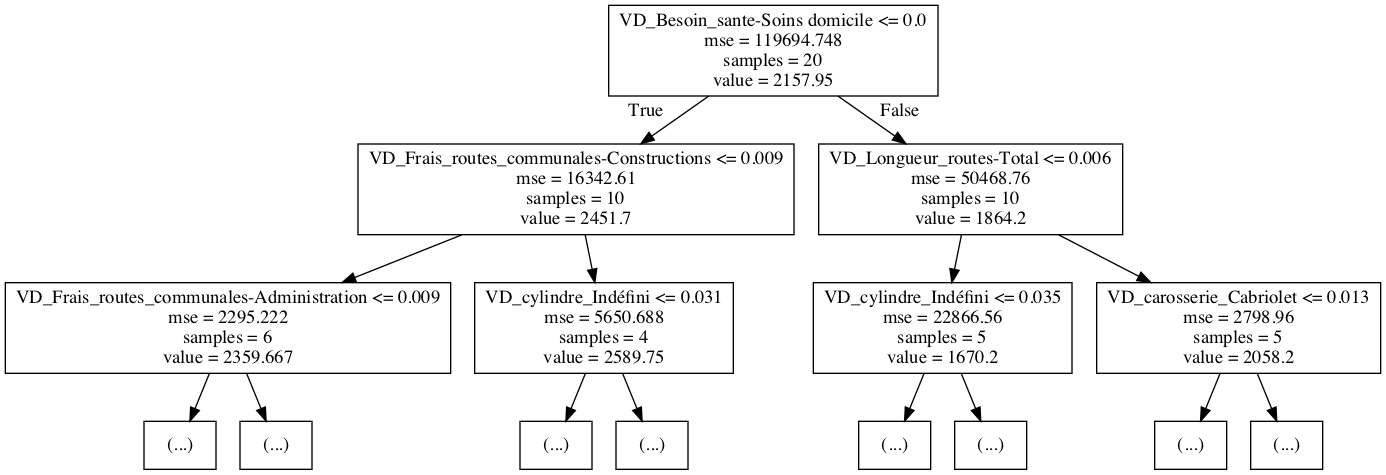 VD_Besoin_sante-Soins domicile <= 0.0
mse = 119694.748
samples = 20
value = 2157.95
True
False
VD_Frais_routes_communales-Constructions <= 0.009
mse = 16342.61
samples = 10
value = 2451.7
VD_Longueur_routes-Total <= 0.006
mse = 50468.76
samples = 10
value = 1864.2
VD_Frais_routes_communales-Administration <= 0.009
mse = 2295.222
samples = 6
value = 2359.667
VD_cylindre_Indéfini <= 0.031
mse = 5650.688
samples = 4
value = 2589.75
VD_cylindre_Indéfini <= 0.035
mse = 22866.56
samples = 5
value = 1670.2
VD_carosserie_Cabriolet <= 0.013
mse = 2798.96
samples = 5
value = 2058.2
(...)
(...)
(...)
(...)
(...)
(...)
(...)
(...)